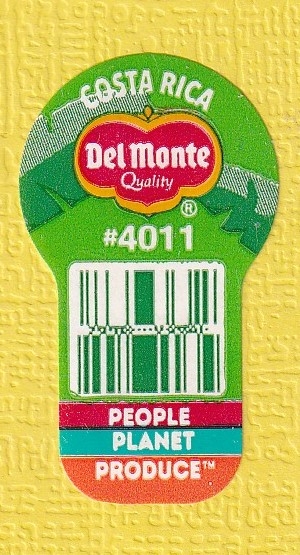 COSTA RICA
Del Monte
Quality
®
#4011
PEOPLE
PLANET
PRODUCE™